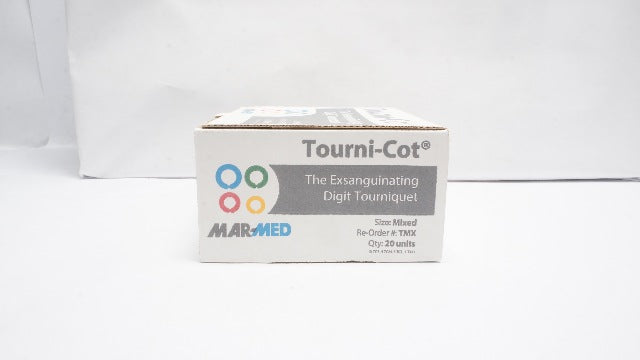 Tourni-Cot®
The Exsanguinating
Digit Tourniquet
MAR-MED
Size: Mixed
Re-Order #: TMX
Qty: 20 units